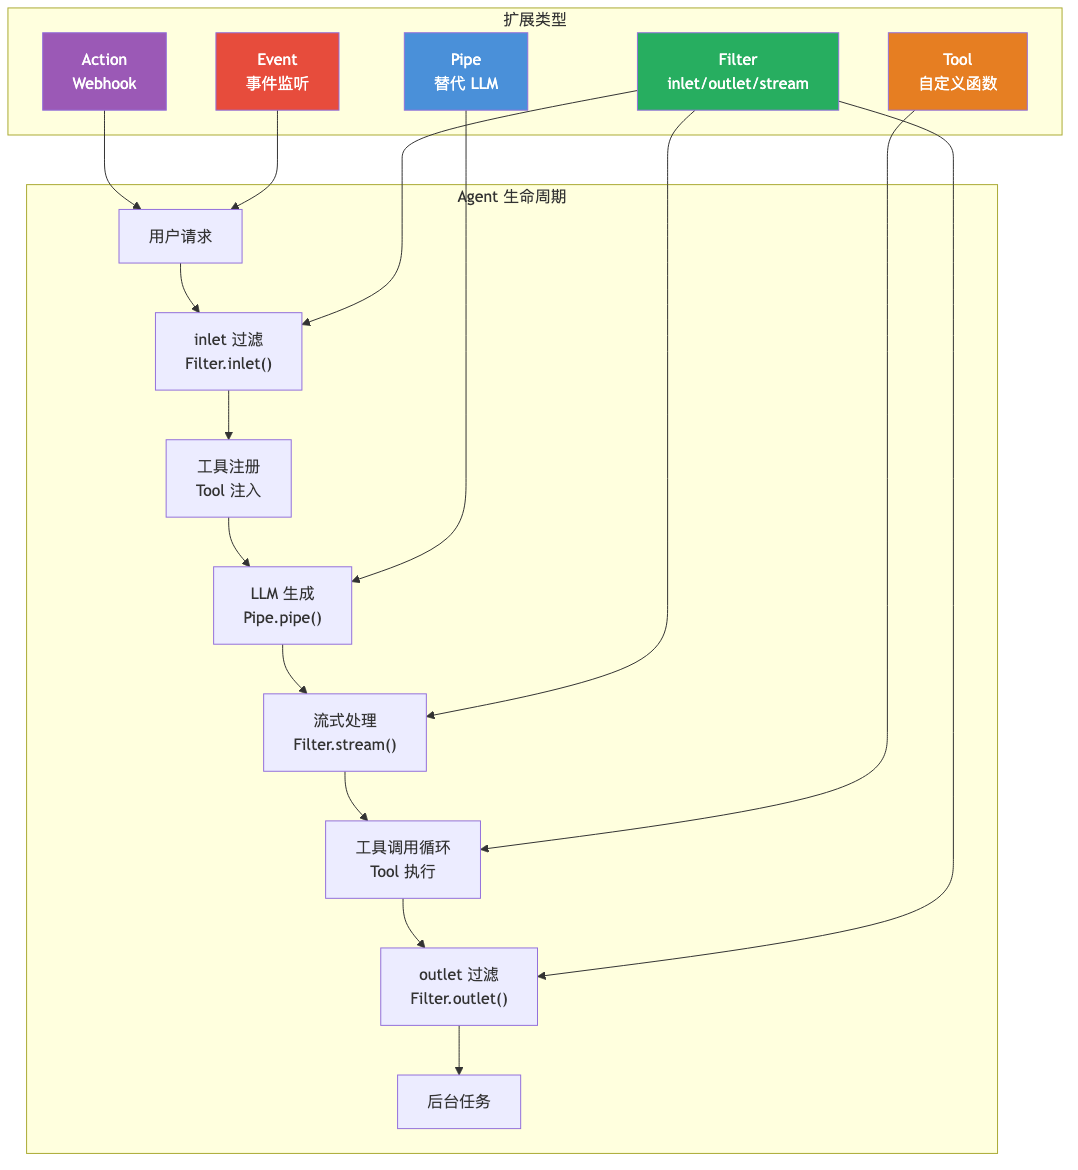 扩展类型
Action
Webhook
Event
事件监听
Pipe
替代 LLM
Filter
inlet/outlet/stream
Tool
自定义函数
Agent 生命周期
用户请求
inlet 过滤
Filter.inlet()
工具注册
Tool 注入
LLM 生成
Pipe.pipe()
流式处理
Filter.stream()
工具调用循环
Tool 执行
outlet 过滤
Filter.outlet()
后台任务